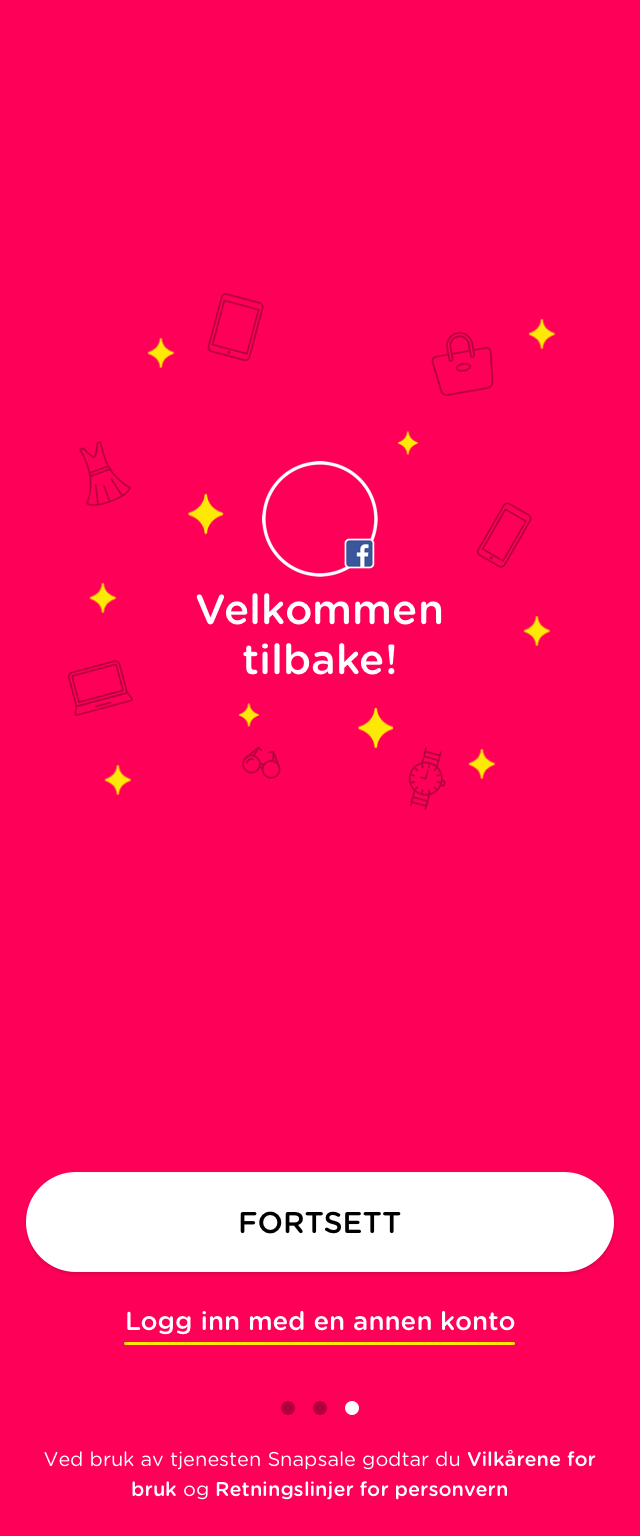 Velkommen
tilbake!
FORTSETT
Logg inn med en annen konto
Ved bruk av tjenesten Snapsale godtar du Vilkårene for
bruk og Retningslinjer for personvern